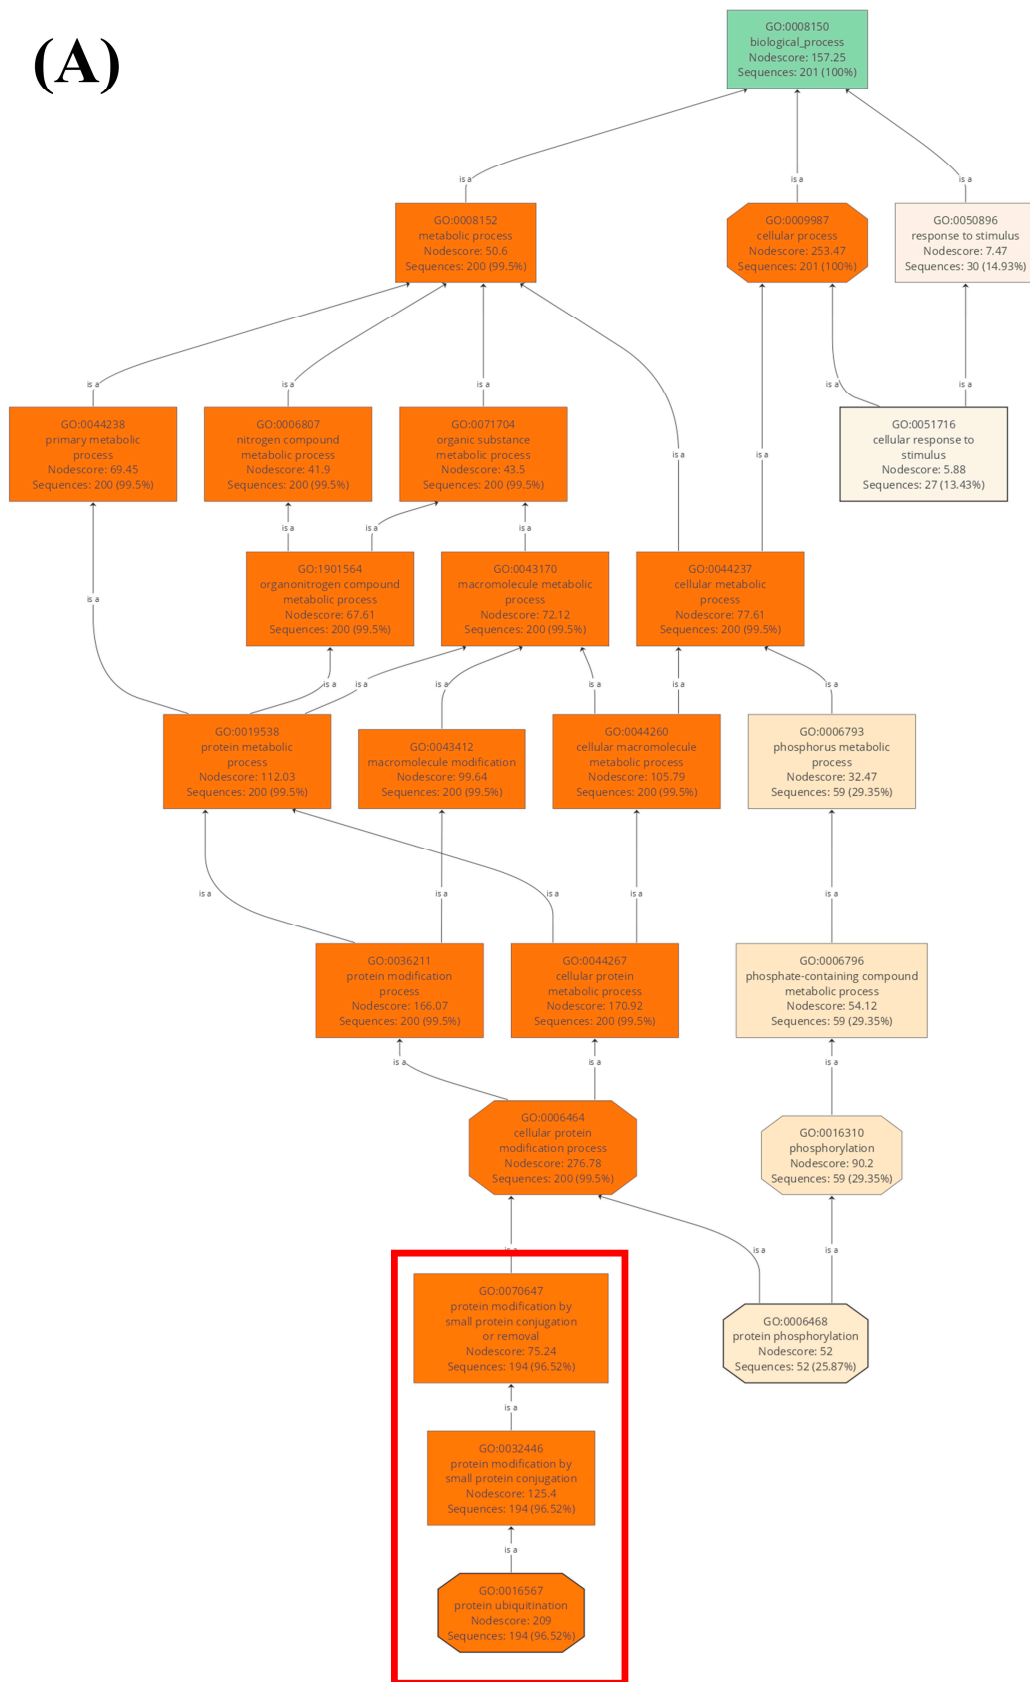 (A)
GO:0008150
biological_process
Nodescore: 157.25
Sequences: 201 (100%)
is a
is a
is a
GO:0008152
metabolic process
Nodescore: 50.6
Sequences: 200 (99.5%)
GO:0009987
cellular process
Nodescore: 253.47
Sequences: 201 (100%)
GO:0050896
response to stimulus
Nodescore: 7.47
Sequences: 30 (14.93%)
is a
is a
is a
is a
is a
GO:0044238
primary metabolic
process
Nodescore: 69.45
Sequences: 200 (99.5%)
GO:0006807
nitrogen compound
metabolic process
Nodescore: 41.9
Sequences: 200 (99.5%)
GO:0071704
organic substance
metabolic process
Nodescore: 43.5
Sequences: 200 (99.5%)
is a
is a
GO:0051716
cellular response to
stimulus
Nodescore: 5.88
Sequences: 27 (13.43%)
is a
is a
is a
is a
GO:1901564
organonitrogen compound
metabolic process
Nodescore: 67.61
Sequences: 200 (99.5%)
GO:0043170
macromolecule metabolic
process
Nodescore: 72.12
Sequences: 200 (99.5%)
GO:0044237
cellular metabolic
process
Nodescore: 77.61
Sequences: 200 (99.5%)
is a
is a
is a
is a
is a
is a
GO:0019538
protein metabolic
process
Nodescore: 112.03
Sequences: 200 (99.5%)
GO:0043412
macromolecule modification
Nodescore: 99.64
Sequences: 200 (99.5%)
GO:0044260
cellular macromolecule
metabolic process
Nodescore: 105.79
Sequences: 200 (99.5%)
GO:0006793
phosphorus metabolic
process
Nodescore: 32.47
Sequences: 59 (29.35%)
is a
is a
is a
is a
is a
GO:0036211
protein modification
process
Nodescore: 166.07
Sequences: 200 (99.5%)
GO:0044267
cellular protein
metabolic process
Nodescore: 170.92
Sequences: 200 (99.5%)
GO:0006796
phosphate-containing compound
metabolic process
Nodescore: 54.12
Sequences: 59 (29.35%)
is a
is a
is a
GO:0006464
cellular protein
modification process
Nodescore: 276.78
Sequences: 200 (99.5%)
GO:0016310
phosphorylation
Nodescore: 90.2
Sequences: 59 (29.35%)
is a
is a
is a
GO:0070647
protein modification by
small protein conjugation
or removal
Nodescore: 75.24
Sequences: 194 (96.52%)
GO:0006468
protein phosphorylation
Nodescore: 52
Sequences: 52 (25.87%)
is a
GO:0032446
protein modification by
small protein conjugation
Nodescore: 125.4
Sequences: 194 (96.52%)
is a
GO:0016567
protein ubiquitination
Nodescore: 209
Sequences: 194 (96.52%)